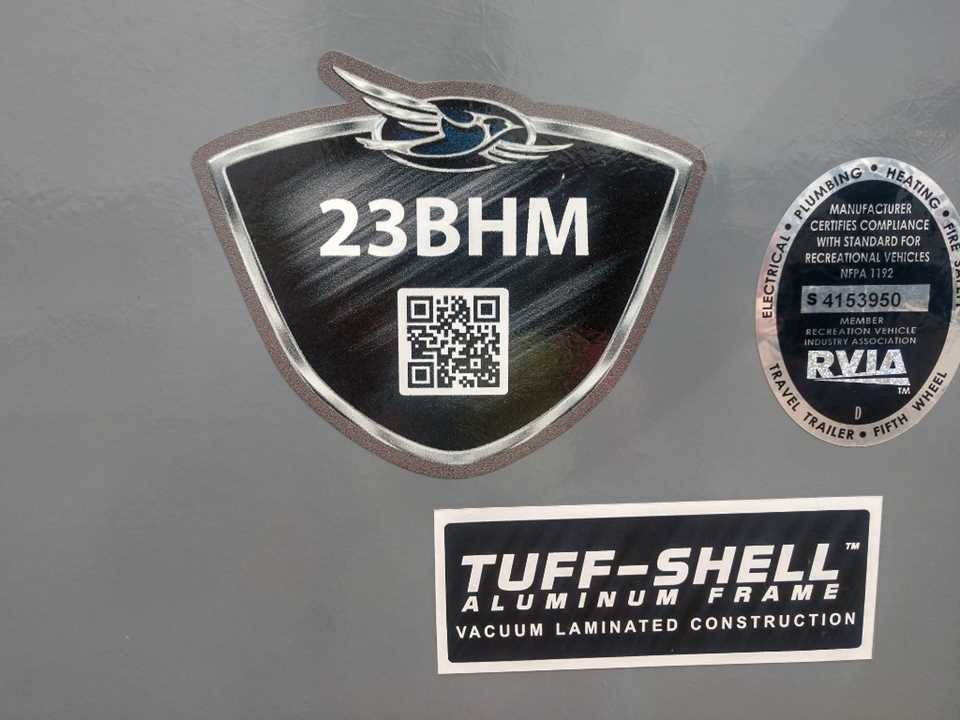 23BHM
ELECTRICAL • PLUMBING • HEATING • FIRE SAFETY
MANUFACTURER
CERTIFIES COMPLIANCE
WITH STANDARD FOR
RECREATIONAL VEHICLES
NFPA 1192
S 4153950
MEMBER
RECREATION VEHICLE
INDUSTRY ASSOCIATION
RVIA
TM
D
TRAVEL TRAILER • FIFTH WHEEL
TUFF-SHELL™
ALUMINUM FRAME
VACUUM LAMINATED CONSTRUCTION